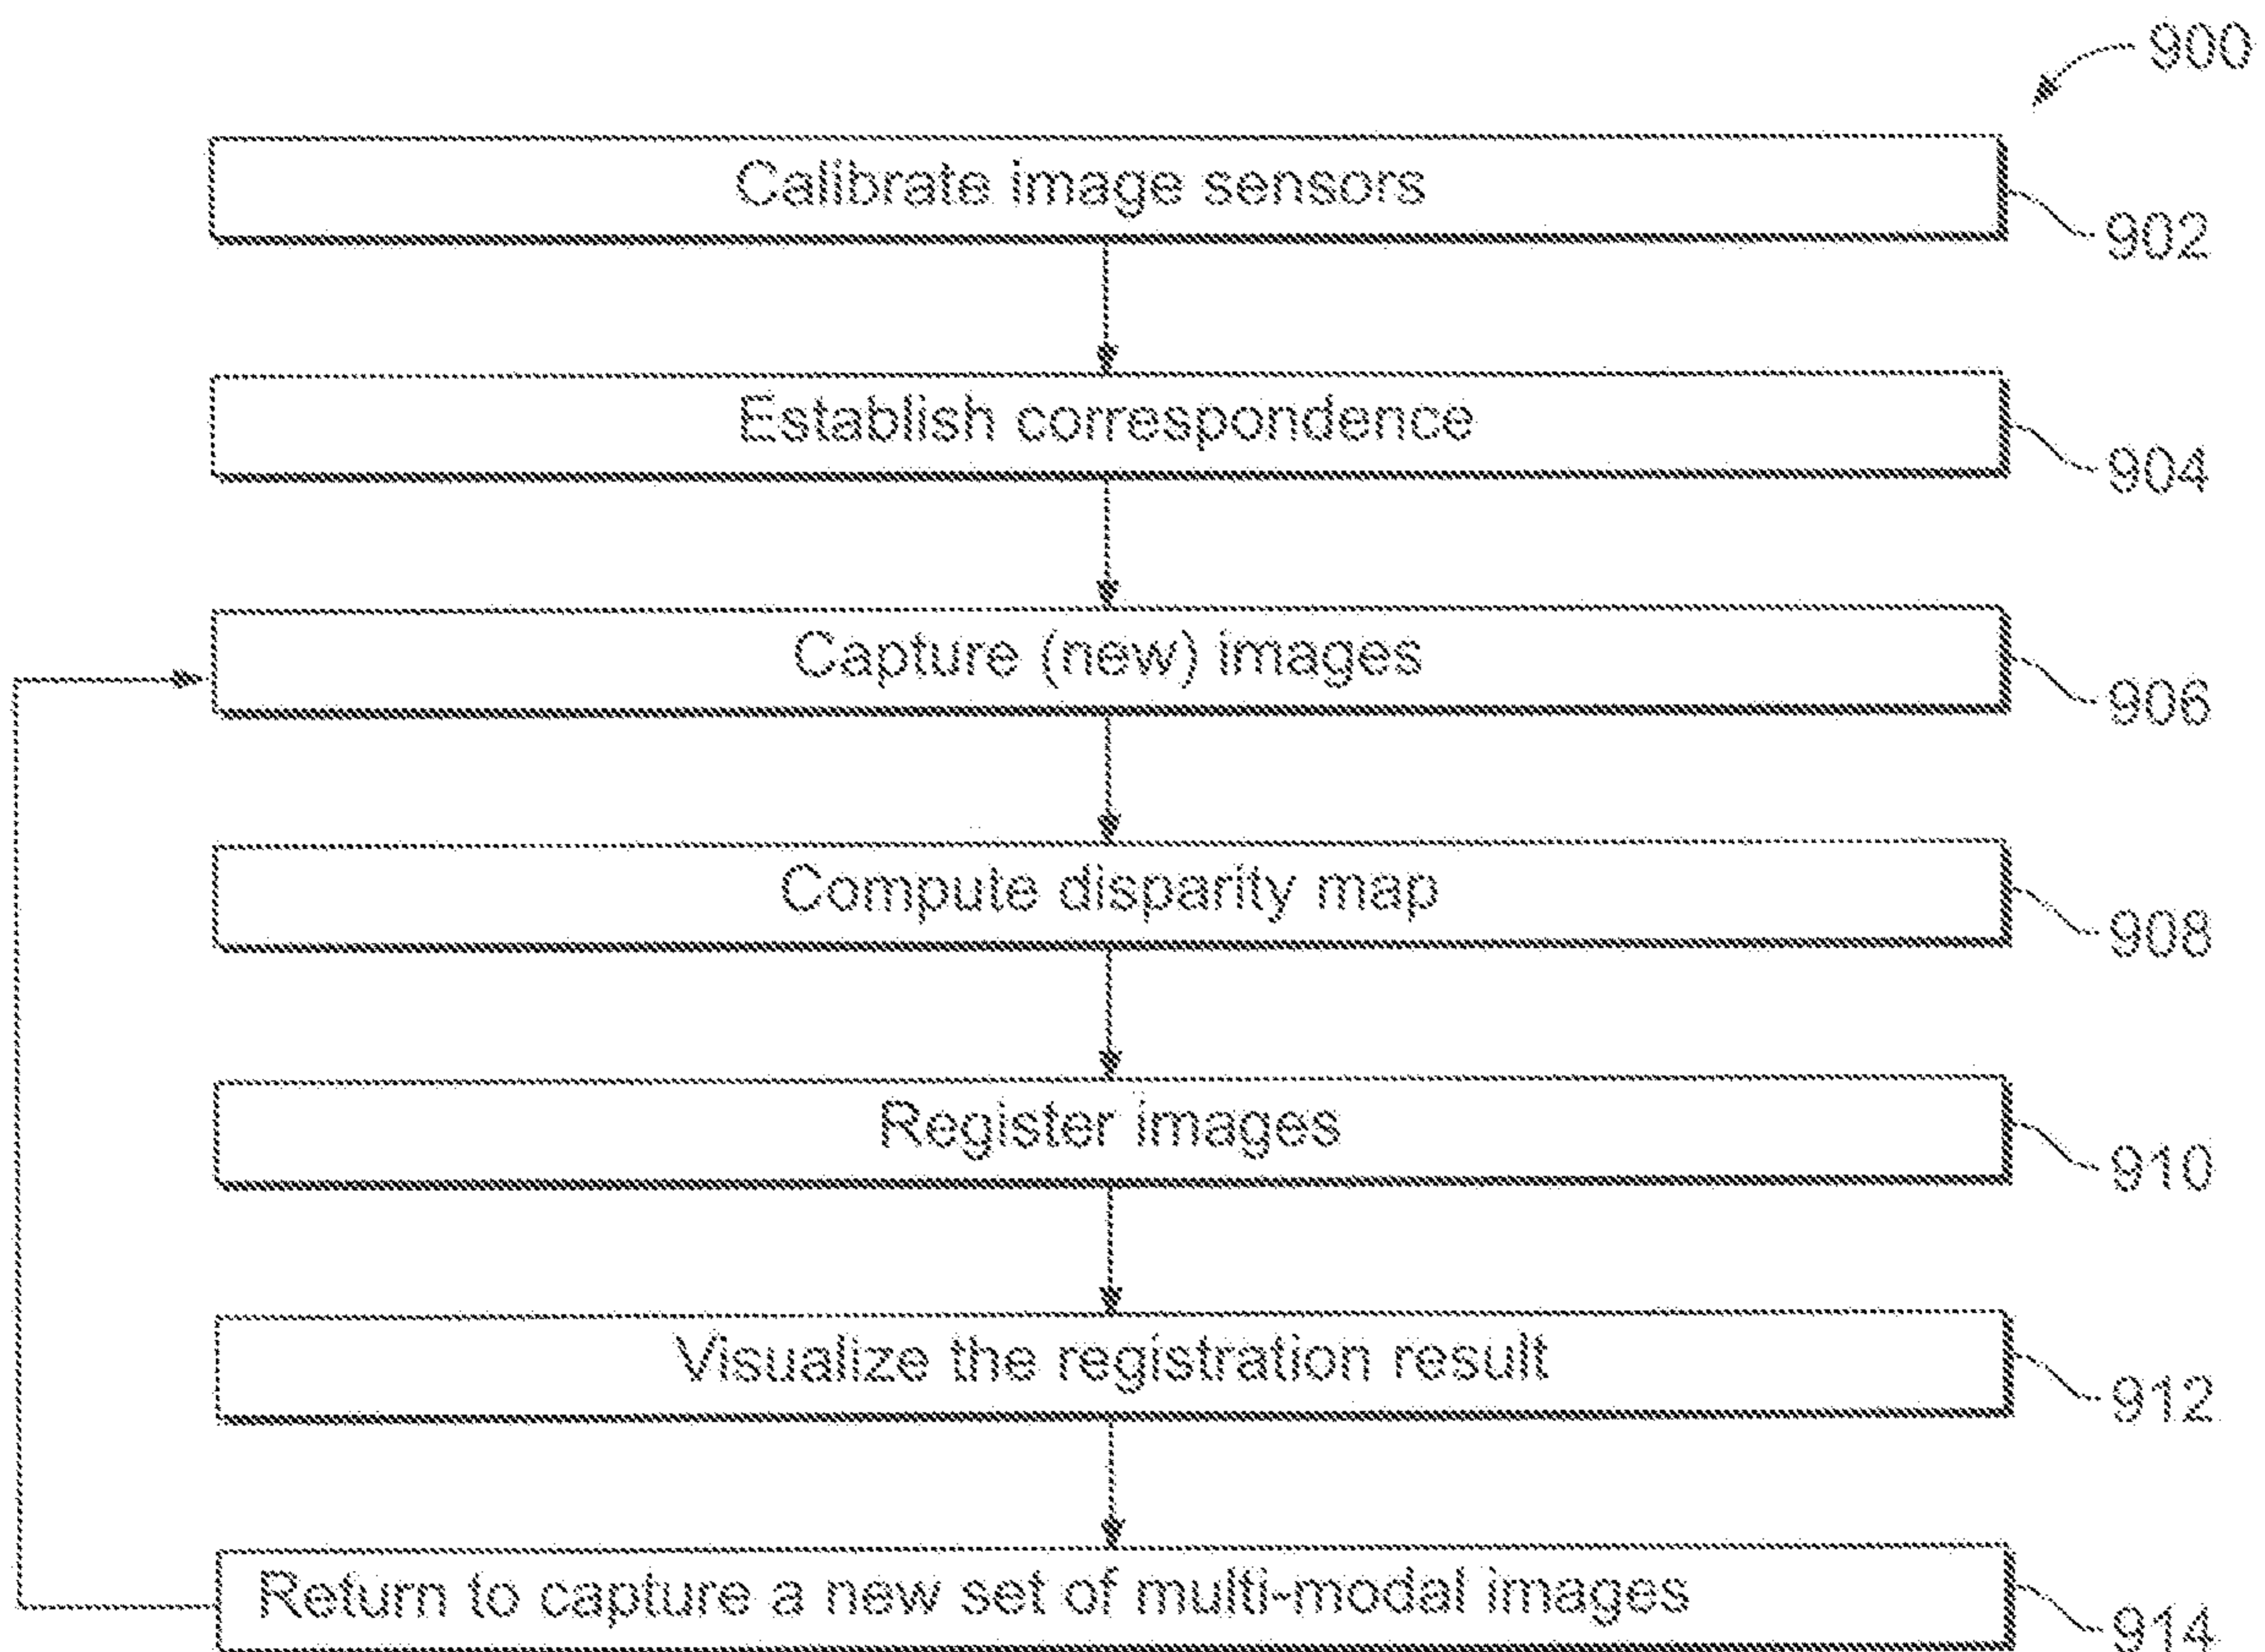 900
Calibrate image sensors
902
Establish correspondence
904
Capture (new) images
906
Compute disparity map
908
Register images
910
Visualize the registration result
912
Return to capture a new set of multi-modal images
914